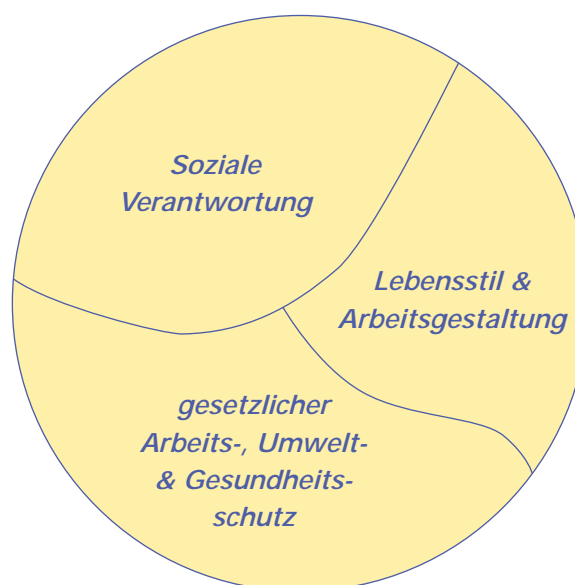 Soziale
Verantwortung
Lebensstil &
Arbeitsgestaltung
gesetzlicher
Arbeits-, Umwelt-
& Gesundheits-
schutz